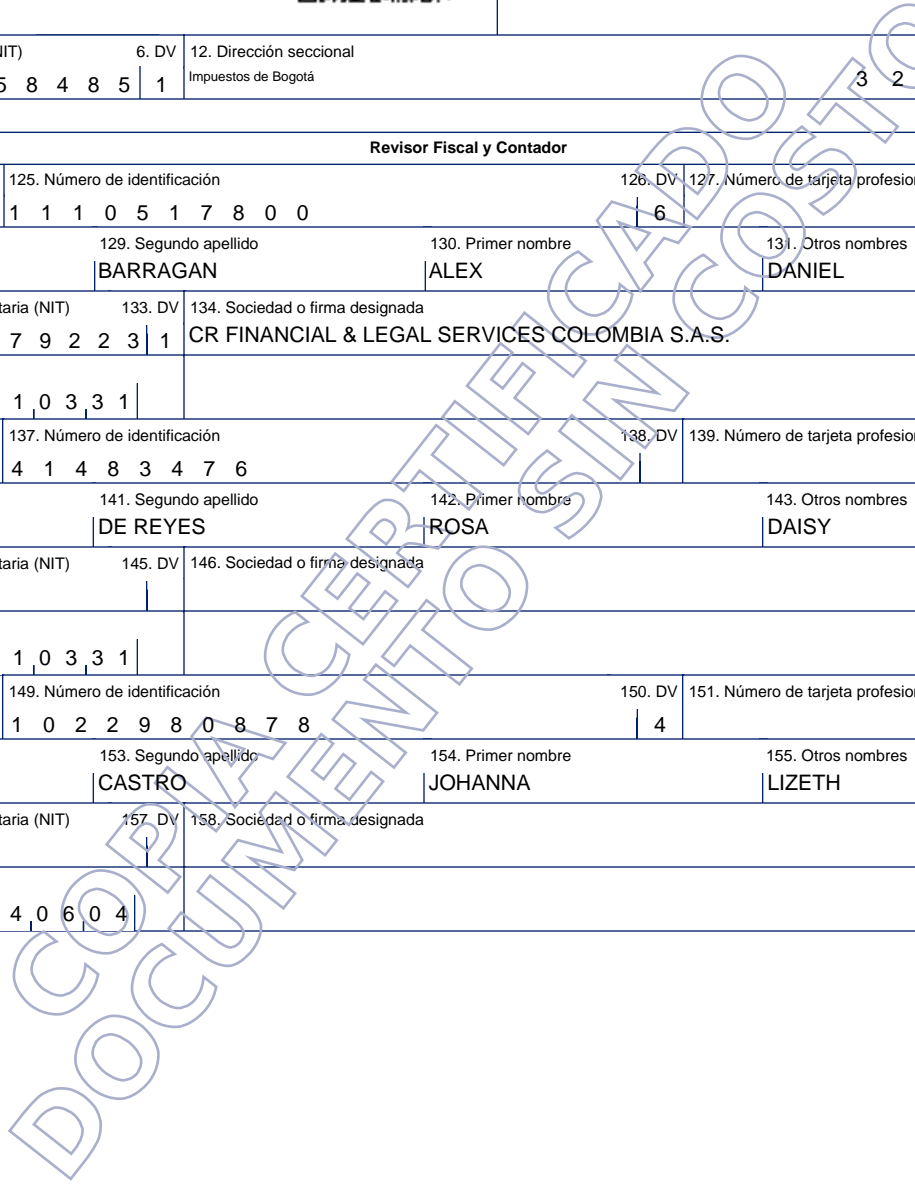 NIT) 6. DV 12. Dirección seccional
5 8 4 8 5 1 Impuestos de Bogotá 3 2
Revisor Fiscal y Contador
125. Número de identificación 126. DV 127. Número de tarjeta profesion
1 1 1 0 5 1 7 8 0 0 6
129. Segundo apellido 130. Primer nombre 131. Otros nombres
BARRAGAN ALEX DANIEL
taria (NIT) 133. DV 134. Sociedad o firma designada
7 9 2 2 3 1 CR FINANCIAL & LEGAL SERVICES COLOMBIA S.A.S.
1 0 3 3 1
137. Número de identificación 138. DV 139. Número de tarjeta profesion
4 1 4 8 3 4 7 6
141. Segundo apellido 142. Primer nombre 143. Otros nombres
DE REYES ROSA DAISY
taria (NIT) 145. DV 146. Sociedad o firma designada
1 0 3 3 1
149. Número de identificación 150. DV 151. Número de tarjeta profesion
1 0 2 2 9 8 0 8 7 8 4
153. Segundo apellido 154. Primer nombre 155. Otros nombres
CASTRO JOHANNA LIZETH
taria (NIT) 157. DV 158. Sociedad o firma designada
4 0 6 0 4
COPIA CERTIFICADO
DOCUMENTO SIN COSTO